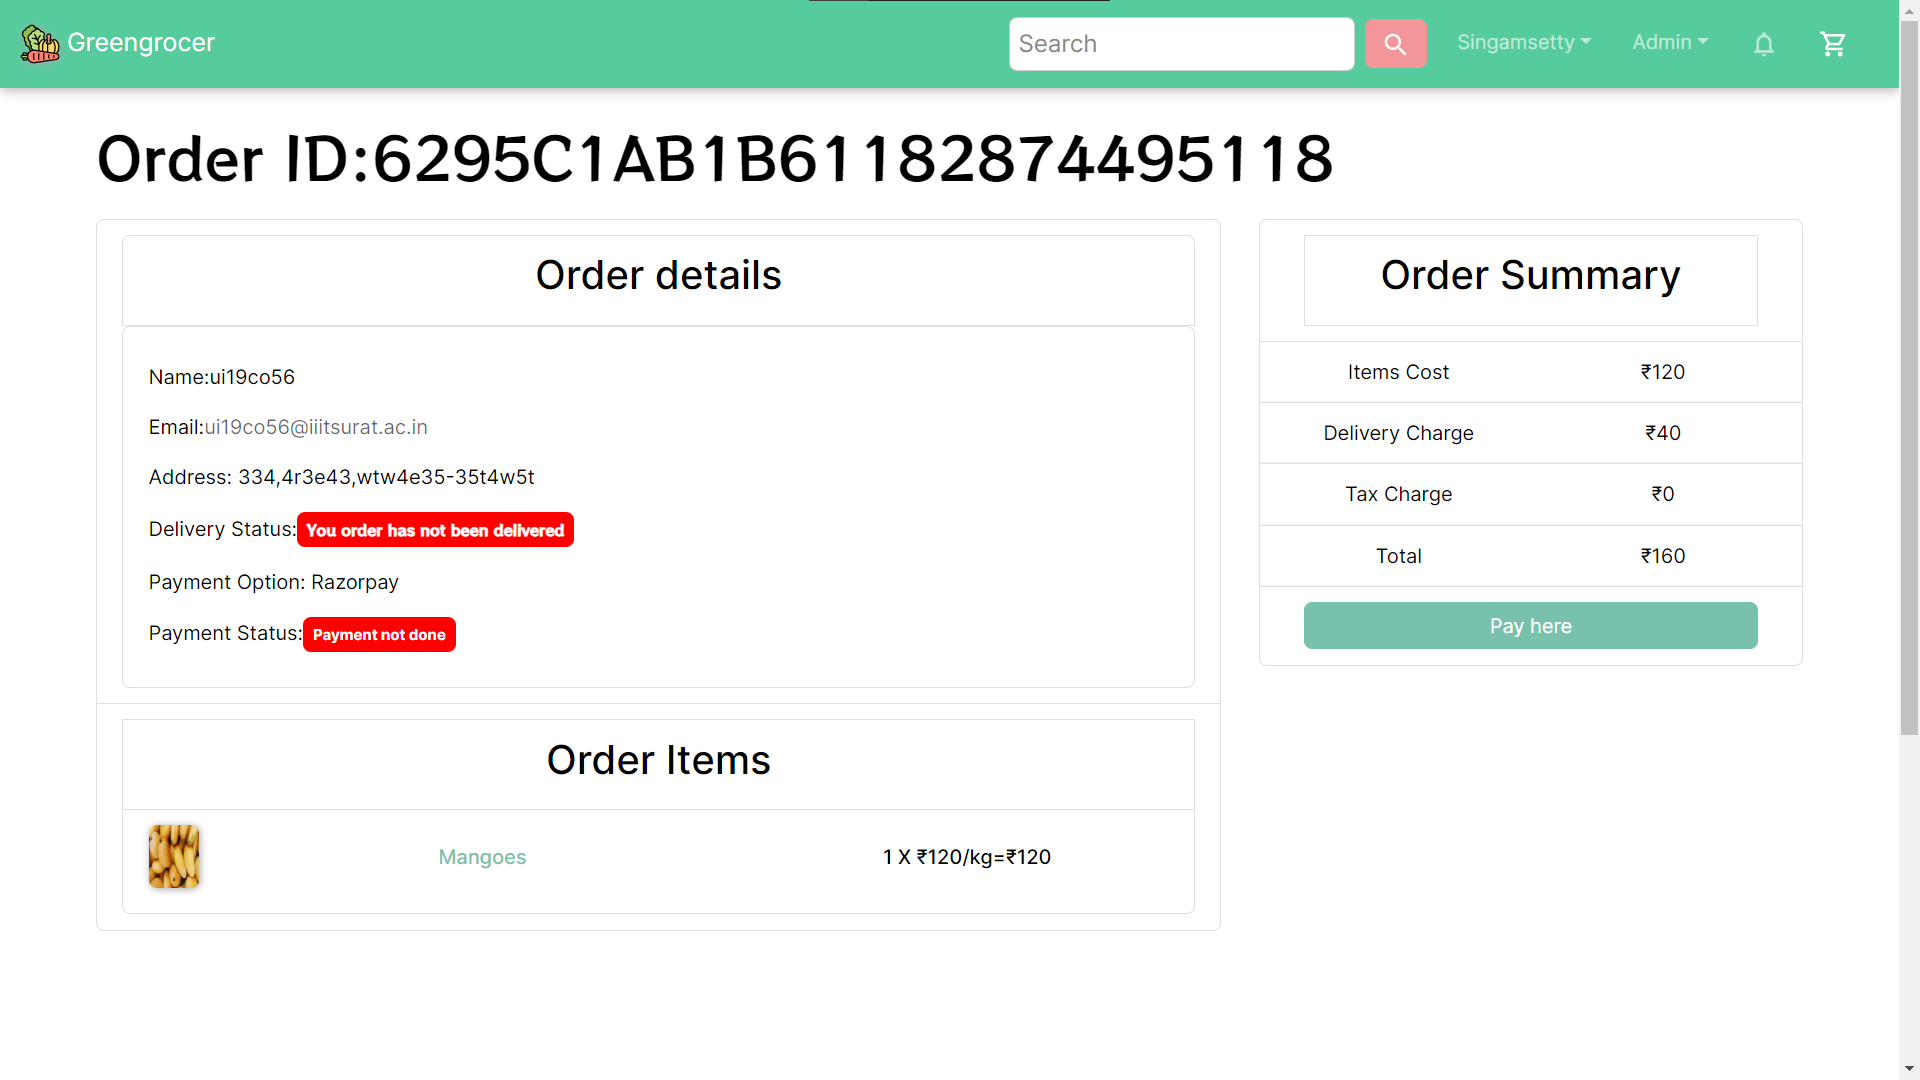 Greengrocer
Search
Singamsetty
Admin
Order ID:6295C1AB1B61182874495118
Order details
Name:ui19co56
Email:ui19co56@iiitsurat.ac.in
Address: 334,4r3e43,wtw4e35-35t4w5t
Delivery Status:You order has not been delivered
Payment Option: Razorpay
Payment Status:Payment not done
Order Items
Mangoes
1 X ₹120/kg=₹120
Order Summary
Items Cost ₹120
Delivery Charge ₹40
Tax Charge ₹0
Total ₹160
Pay here